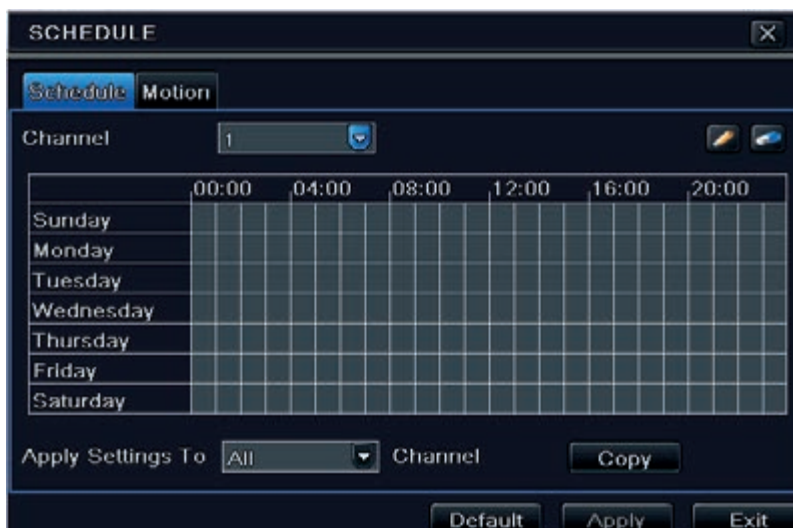 SCHEDULE
Schedule Motion
Channel 1
00:00 04:00 08:00 12:00 16:00 20:00
Sunday
Monday
Tuesday
Wednesday
Thursday
Friday
Saturday
Apply Settings To All Channel Copy
Default Apply Exit